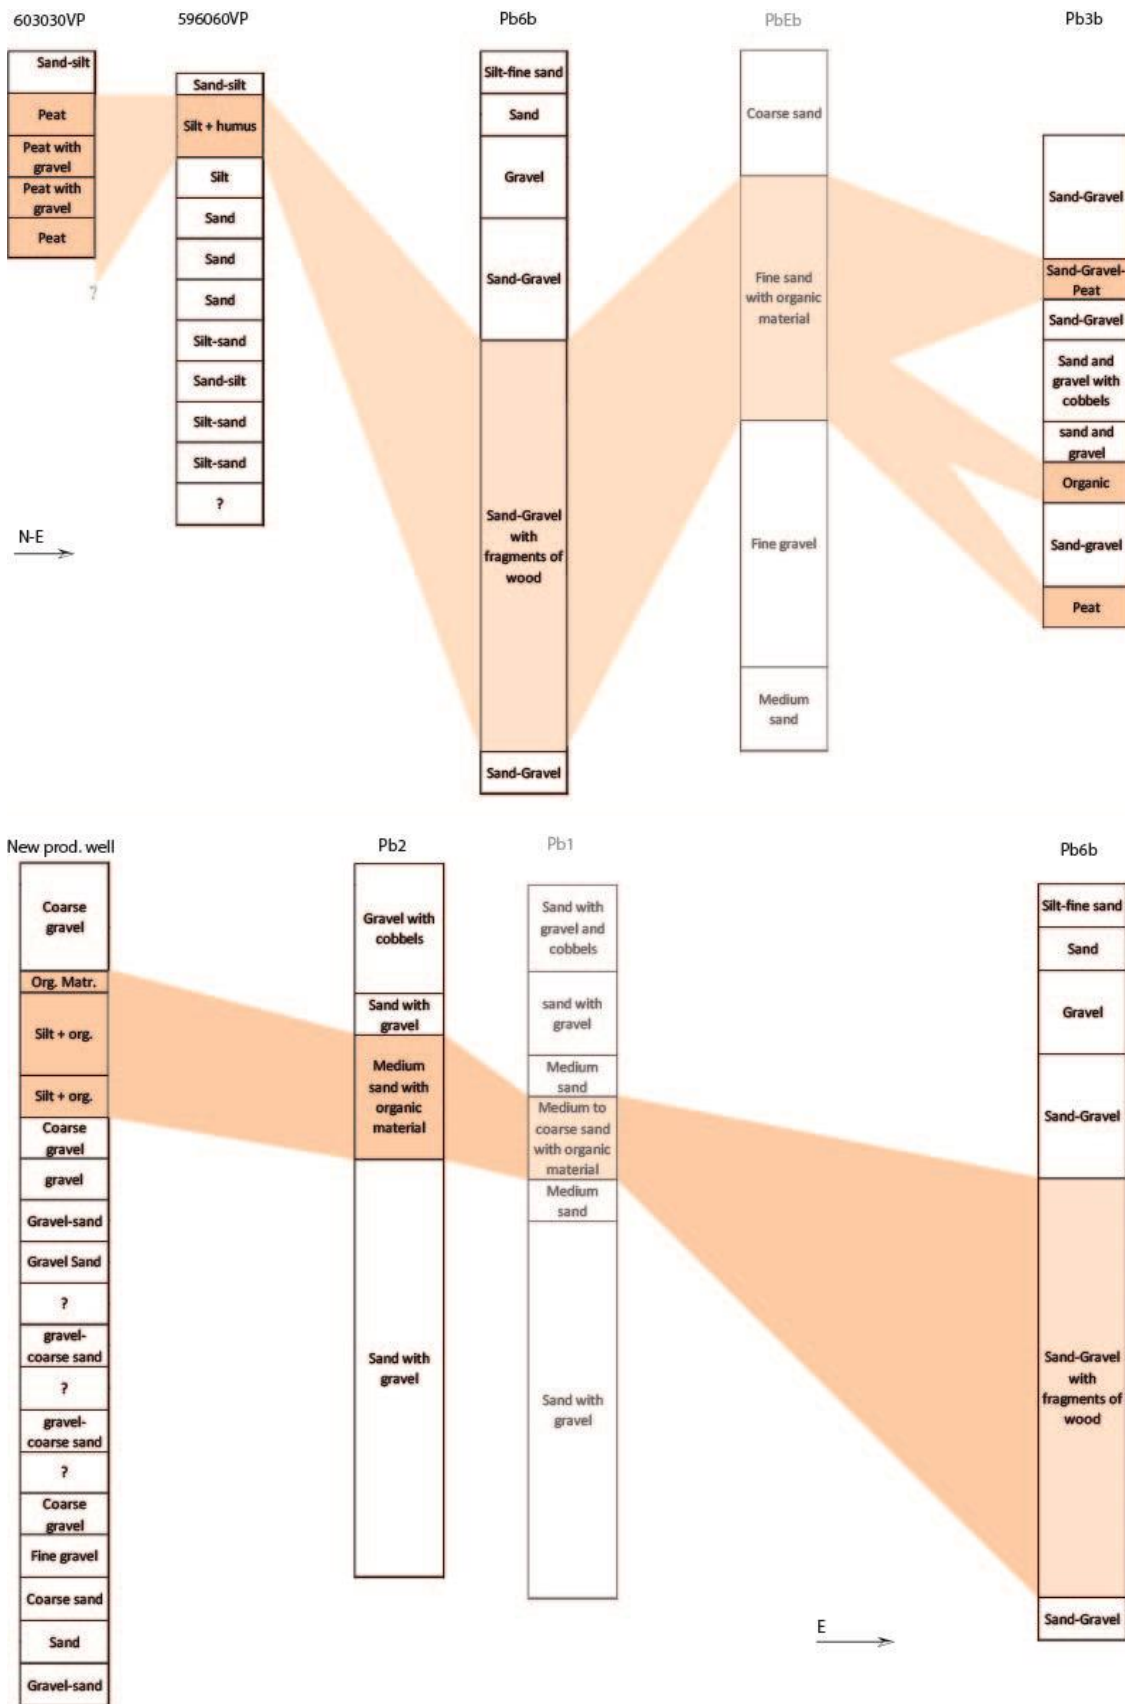 603030VP
596060VP
Pb6b
PbEb
Pb3b
Sand-silt
Peat
Peat with
gravel
Peat with
gravel
Peat
?
Sand-silt
Silt + humus
Silt
Sand
Sand
Sand
Silt-sand
Sand-silt
Silt-sand
Silt-sand
?
Silt-fine sand
Sand
Gravel
Sand-Gravel
Sand-Gravel
with
fragments of
wood
Sand-Gravel
Coarse sand
Fine sand
with organic
material
Fine gravel
Medium
sand
Sand-Gravel
Sand-Gravel-
Peat
Sand-Gravel
Sand and
gravel with
cobbels
sand and
gravel
Organic
Sand-gravel
Peat
N-E
New prod. well
Pb2
Pb1
Pb6b
Coarse
gravel
Org. Matr.
Silt + org.
Silt + org.
Coarse
gravel
gravel
Gravel-sand
Gravel Sand
?
gravel-
coarse sand
?
gravel-
coarse sand
?
Coarse
gravel
Fine gravel
Coarse sand
Sand
Gravel-sand
Gravel with
cobbels
Sand with
gravel
Medium
sand with
organic
material
Sand with
gravel
Sand with
gravel and
cobbels
sand with
gravel
Medium
sand
Medium to
coarse sand
with organic
material
Medium
sand
Sand with
gravel
Silt-fine sand
Sand
Gravel
Sand-Gravel
Sand-Gravel
with
fragments of
wood
Sand-Gravel
E